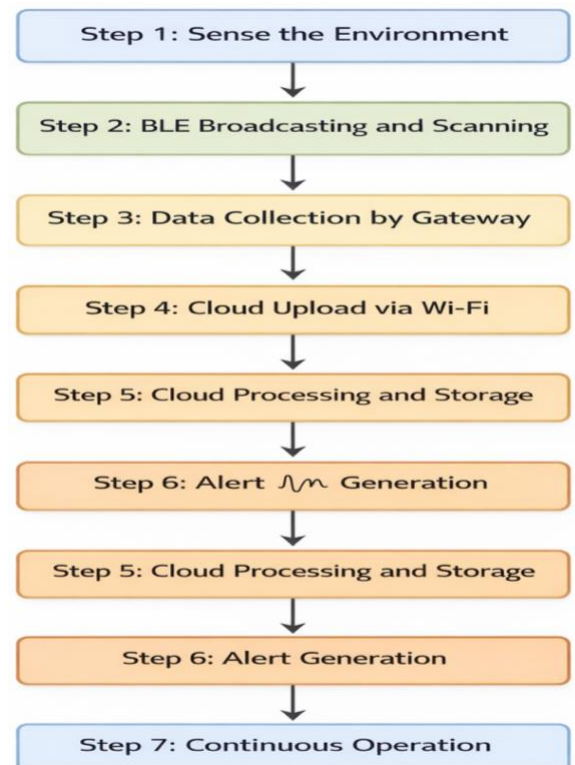 Step 1: Sense the Environment
Step 2: BLE Broadcasting and Scanning
Step 3: Data Collection by Gateway
Step 4: Cloud Upload via Wi-Fi
Step 5: Cloud Processing and Storage
Step 6: Alert Generation
Step 5: Cloud Processing and Storage
Step 6: Alert Generation
Step 7: Continuous Operation